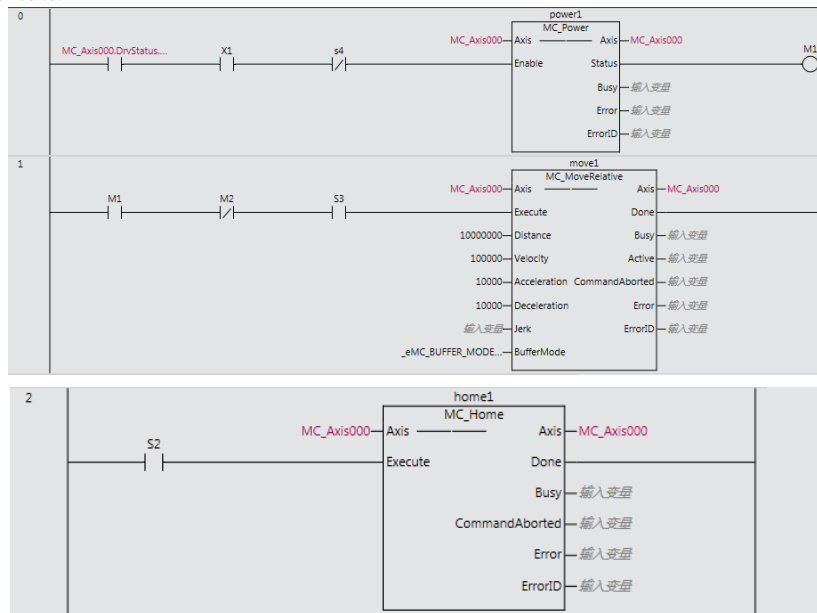 0
power1
MC_Power
MC_Axis000 Axis Axis MC_Axis000
MC_Axis000.DrvStatus.... X1 s4 M1
Enable Status
Busy 输入变量
Error 输入变量
ErrorID 输入变量
1
move1
MC_MoveRelative
MC_Axis000 Axis Axis MC_Axis000
M1 M2 S3
Execute Done
10000000 Distance Busy 输入变量
100000 Velocity Active 输入变量
10000 Acceleration CommandAborted 输入变量
10000 Deceleration Error 输入变量
输入变量 Jerk ErrorID 输入变量
_eMC_BUFFER_MODE... BufferMode
2
home1
MC_Home
MC_Axis000 Axis Axis MC_Axis000
S2
Execute Done
Busy 输入变量
CommandAborted 输入变量
Error 输入变量
ErrorID 输入变量